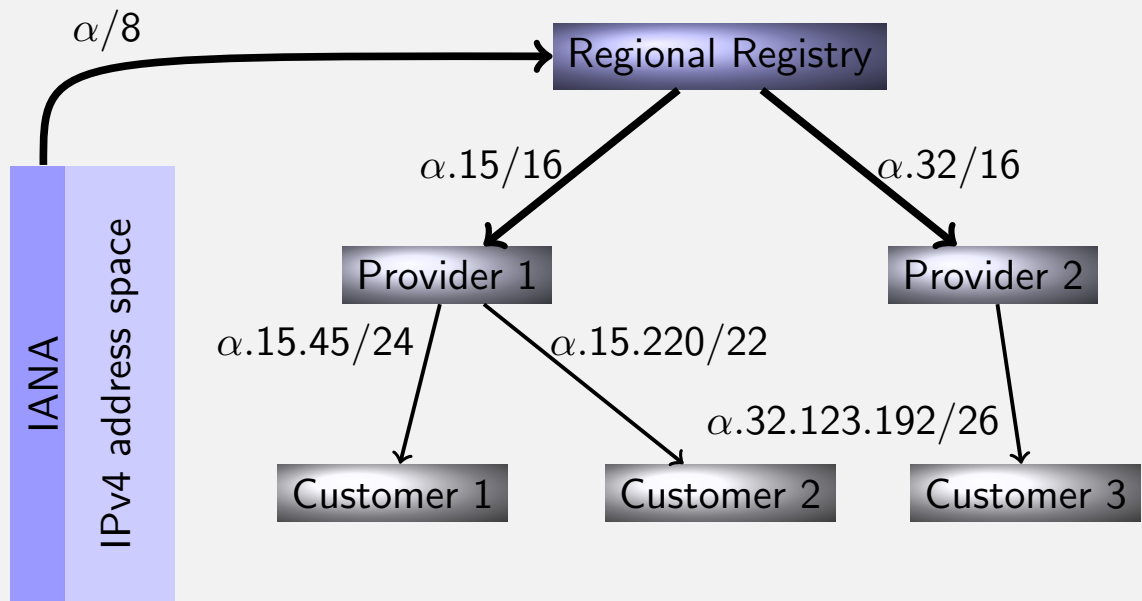 α/8
Regional Registry
α.15/16
α.32/16
IANA
IPv4 address space
Provider 1
Provider 2
α.15.45/24
α.15.220/22
α.32.123.192/26
Customer 1
Customer 2
Customer 3